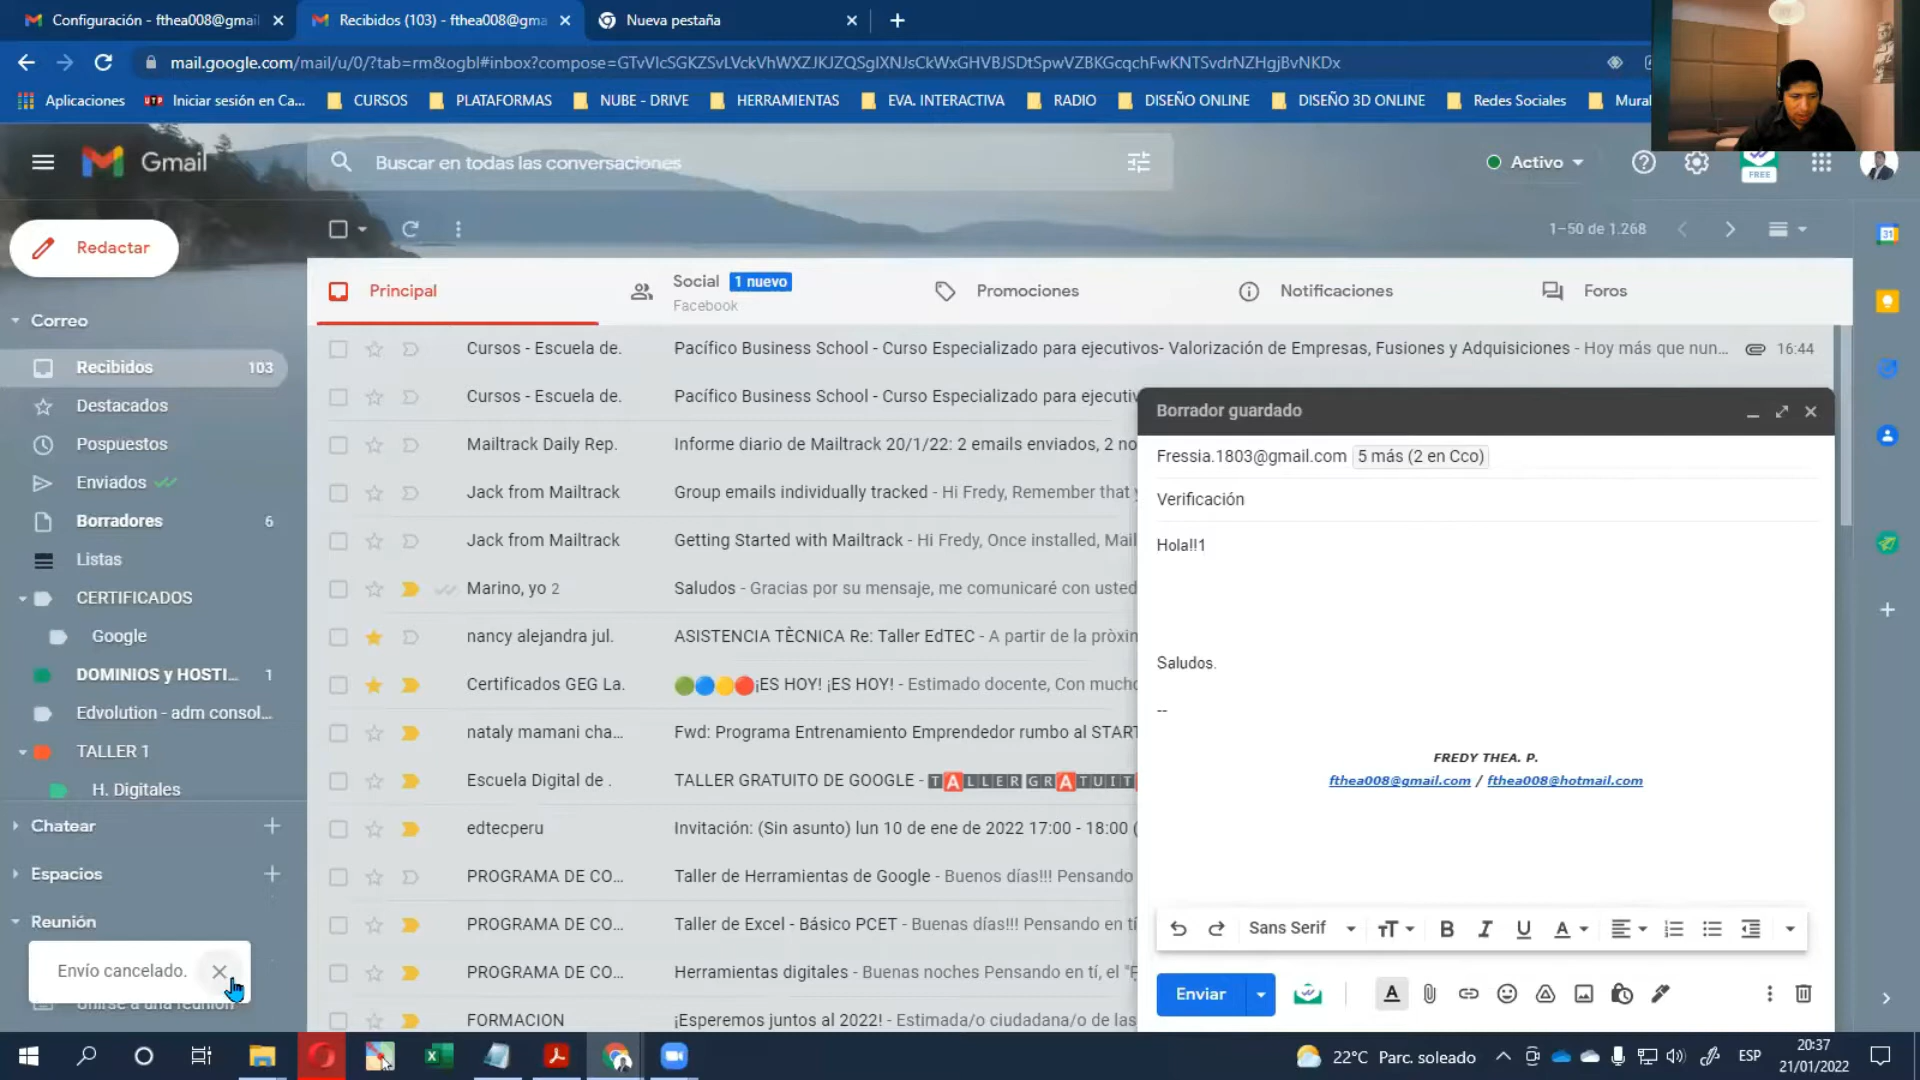 Configuración - fthea008@gmai
Recibidos (103) - fthea008@gma
Nueva pestaña
mail.google.com/mail/u/0/?tab=rm&ogbl#inbox?compose=GTvVlcSGKZSvLVckVhWXZJKJZQSglXNJsCkWxGHVBJSDtSpwVZBKGcqchFwKNTSvdrNZHgjBvNKDx
Aplicaciones
UTP Iniciar sesión en Ca...
CURSOS
PLATAFORMAS
NUBE - DRIVE
HERRAMIENTAS
EVA. INTERACTIVA
RADIO
DISEÑO ONLINE
DISEÑO 3D ONLINE
Redes Sociales
Mural
Gmail
Buscar en todas las conversaciones
Activo
FREE
Redactar
1–50 de 1.268
31
Principal
Social 1 nuevo
Facebook
Promociones
Notificaciones
Foros
Correo
Recibidos 103
Destacados
Pospuestos
Enviados
Borradores 6
Listas
CERTIFICADOS
Google
DOMINIOS y HOSTI... 1
Edvolution - adm consol...
TALLER 1
H. Digitales
Chatear
Espacios
Reunión
Envío cancelado.
Unirse a una reunión
Cursos - Escuela de. Pacífico Business School - Curso Especializado para ejecutivos- Valorización de Empresas, Fusiones y Adquisiciones - Hoy más que nun... 16:44
Cursos - Escuela de. Pacífico Business School - Curso Especializado para ejecutiv
Mailtrack Daily Rep. Informe diario de Mailtrack 20/1/22: 2 emails enviados, 2 no
Jack from Mailtrack Group emails individually tracked - Hi Fredy, Remember that y
Jack from Mailtrack Getting Started with Mailtrack - Hi Fredy, Once installed, Mail
Marino, yo 2 Saludos - Gracias por su mensaje, me comunicaré con usted
nancy alejandra jul. ASISTENCIA TÈCNICA Re: Taller EdTEC - A partir de la pròxin
Certificados GEG La. 🟢🔵🟡🔴¡ES HOY! ¡ES HOY! - Estimado docente, Con mucho
nataly mamani cha... Fwd: Programa Entrenamiento Emprendedor rumbo al START
Escuela Digital de . TALLER GRATUITO DE GOOGLE - 🆃🅰🅻🅻🅴🆁 🅶🆁🅰🆃🆄🅸🆃
edtecperu Invitación: (Sin asunto) lun 10 de ene de 2022 17:00 - 18:00 (
PROGRAMA DE CO... Taller de Herramientas de Google - Buenos días!!! Pensando
PROGRAMA DE CO... Taller de Excel - Básico PCET - Buenas días!!! Pensando en tí
PROGRAMA DE CO... Herramientas digitales - Buenas noches Pensando en tí, el "F
FORMACION ¡Esperemos juntos al 2022! - Estimada/o ciudadana/o de las
Borrador guardado
Fressia.1803@gmail.com 5 más (2 en Cco)
Verificación
Hola!!1
Saludos.
--
FREDY THEA. P.
fthea008@gmail.com / fthea008@hotmail.com
Sans Serif
Enviar
22°C Parc. soleado
ESP
20:37
21/01/2022